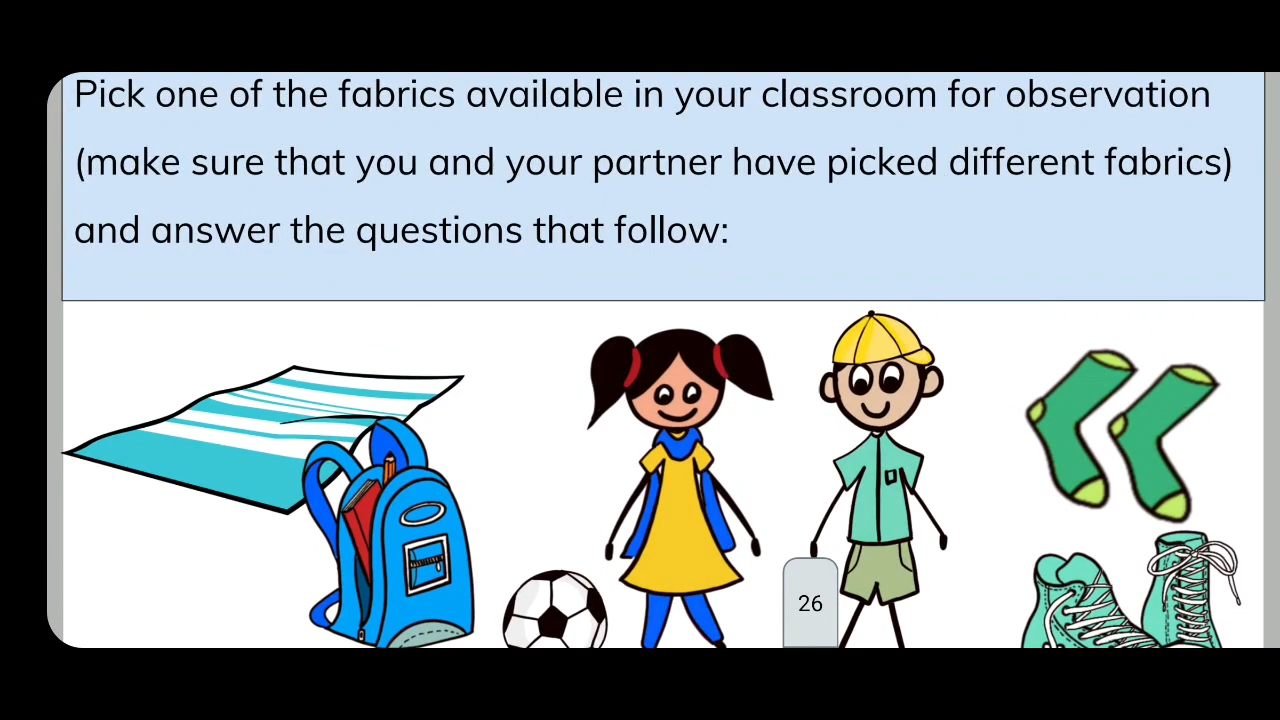 Pick one of the fabrics available in your classroom for observation
(make sure that you and your partner have picked different fabrics)
and answer the questions that follow:
26